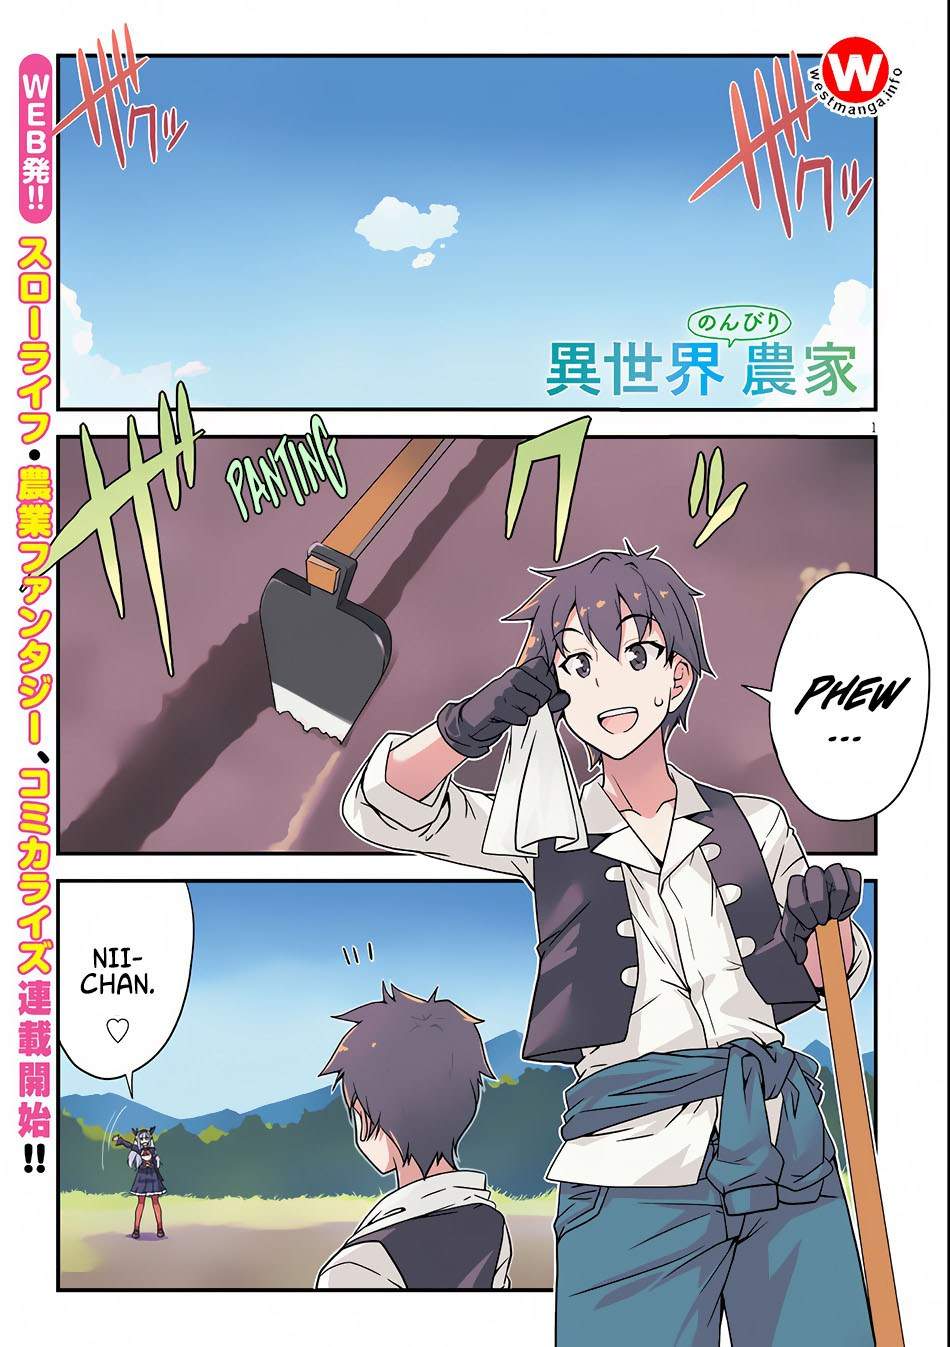 WEB発!!
スローライフ・農業ファンタジー、コミカライズ連載開始!!
ザクッ
ザクッ
W
westmanga.info
のんびり
異世界農家
1
ザッ
PANTING
クッ
PHEW
...
NII-
CHAN.
♡